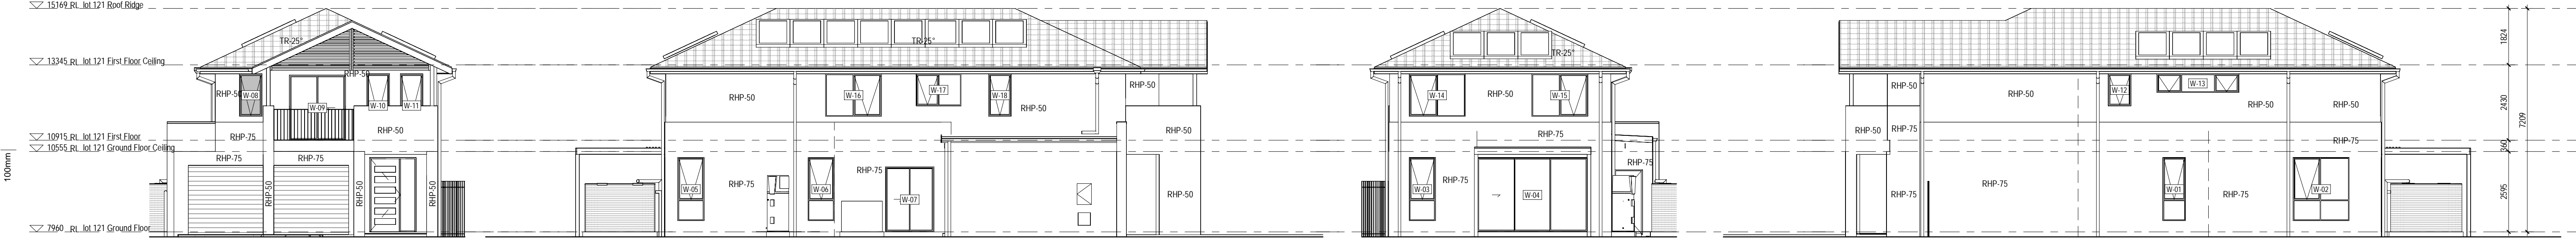 15169 RL lot 121 Roof Ridge
13345 RL lot 121 First Floor Ceiling
10915 RL lot 121 First Floor
10555 RL lot 121 Ground Floor Ceiling
7960 RL lot 121 Ground Floor
100mm
TR-25°
RHP-50
RHP-50
W-08
W-09
W-10
W-11
RHP-75
RHP-50
RHP-75
RHP-75
RHP-50
RHP-50
RHP-50
TR-25°
RHP-50
W-16
W-17
W-18
RHP-50
RHP-50
RHP-50
W-05
RHP-75
W-06
RHP-75
W-07
RHP-50
TR-25°
W-14
RHP-50
W-15
RHP-75
W-03
RHP-75
W-04
RHP-75
RHP-50
RHP-50
W-12
W-13
RHP-50
RHP-50
RHP-50
RHP-75
RHP-75
RHP-75
RHP-75
W-01
RHP-75
W-02
1824
2430
360
2595
7209